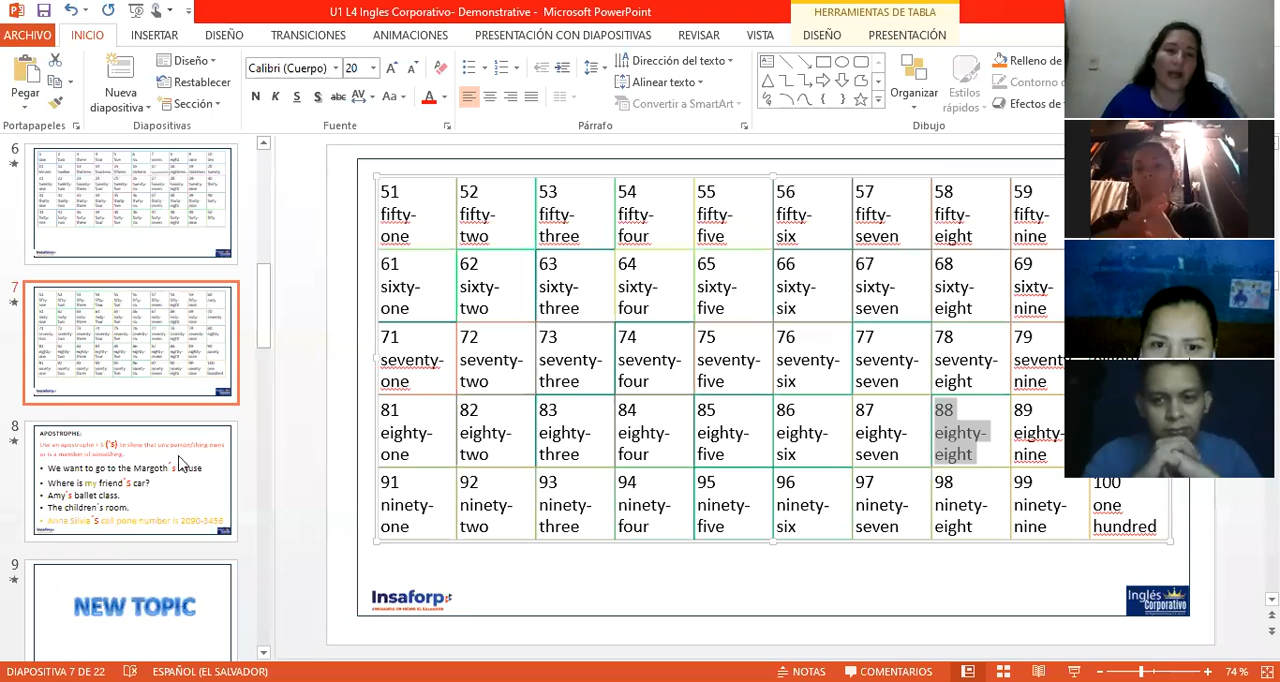 U1 L4 Ingles Corporativo- Demonstrative - Microsoft PowerPoint
HERRAMIENTAS DE TABLA
ARCHIVO INICIO INSERTAR DISEÑO TRANSICIONES ANIMACIONES PRESENTACIÓN CON DIAPOSITIVAS REVISAR VISTA DISEÑO PRESENTACIÓN
Pegar
Nueva diapositiva
Diseño
Restablecer
Sección
Calibri (Cuerpo) 20
N K S S abc AV Aa A
Dirección del texto
Alinear texto
Convertir a SmartArt
Organizar
Estilos rápidos
Relleno de
Contorno
Efectos de
Portapapeles Diapositivas Fuente Párrafo Dibujo
6
7
8
APOSTROPHE:
We want to go to the Margoth´s
Where is my friend´s car?
Amy´s ballet class.
The children´s room.
Anna Silvia´s cell pone number is 2090-3456
9
NEW TOPIC
51 52 53 54 55 56 57 58 59
fifty- fifty- fifty- fifty- fifty- fifty- fifty- fifty- fifty-
one two three four five six seven eight nine
61 62 63 64 65 66 67 68 69
sixty- sixty- sixty- sixty- sixty- sixty- sixty- sixty- sixty-
one two three four five six seven eight nine
71 72 73 74 75 76 77 78 79
seventy- seventy- seventy- seventy- seventy- seventy- seventy- seventy- seventy-
one two three four five six seven eight nine
81 82 83 84 85 86 87 88 89
eighty- eighty- eighty- eighty- eighty- eighty- eighty- eighty- eighty-
one two three four five six seven eight nine
91 92 93 94 95 96 97 98 99 100
ninety- ninety- ninety- ninety- ninety- ninety- ninety- ninety- ninety- one
one two three four five six seven eight nine hundred
Insaforp
Inglés
Corporativo
DIAPOSITIVA 7 DE 22 ESPAÑOL (EL SALVADOR) NOTAS COMENTARIOS 74 %